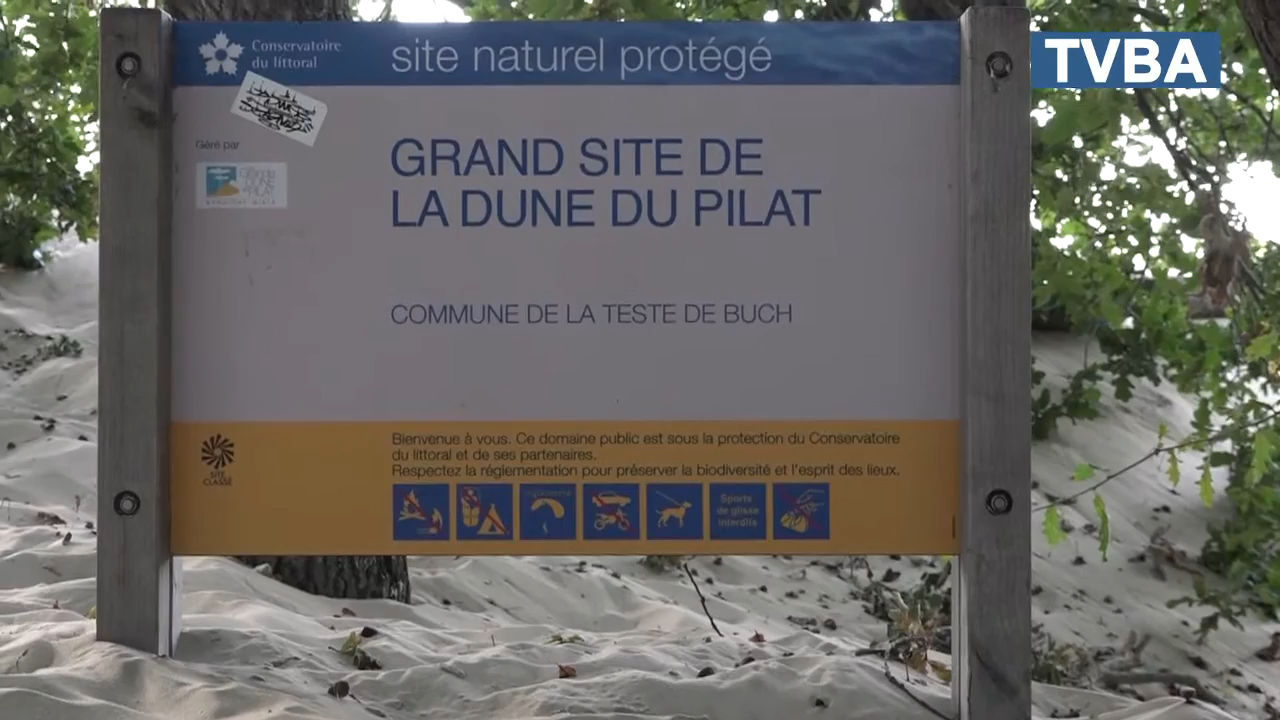 Conservatoire
du littoral
site naturel protégé
TVBA
Géré par
DUNE
PILAT
GRAND SITE DE
LA DUNE DU PILAT
COMMUNE DE LA TESTE DE BUCH
SITE
CLASSÉ
Bienvenue à vous. Ce domaine public est sous la protection du Conservatoire
du littoral et de ses partenaires.
Respectez la réglementation pour préserver la biodiversité et l'esprit des lieux.
Sports
de glisse
interdits